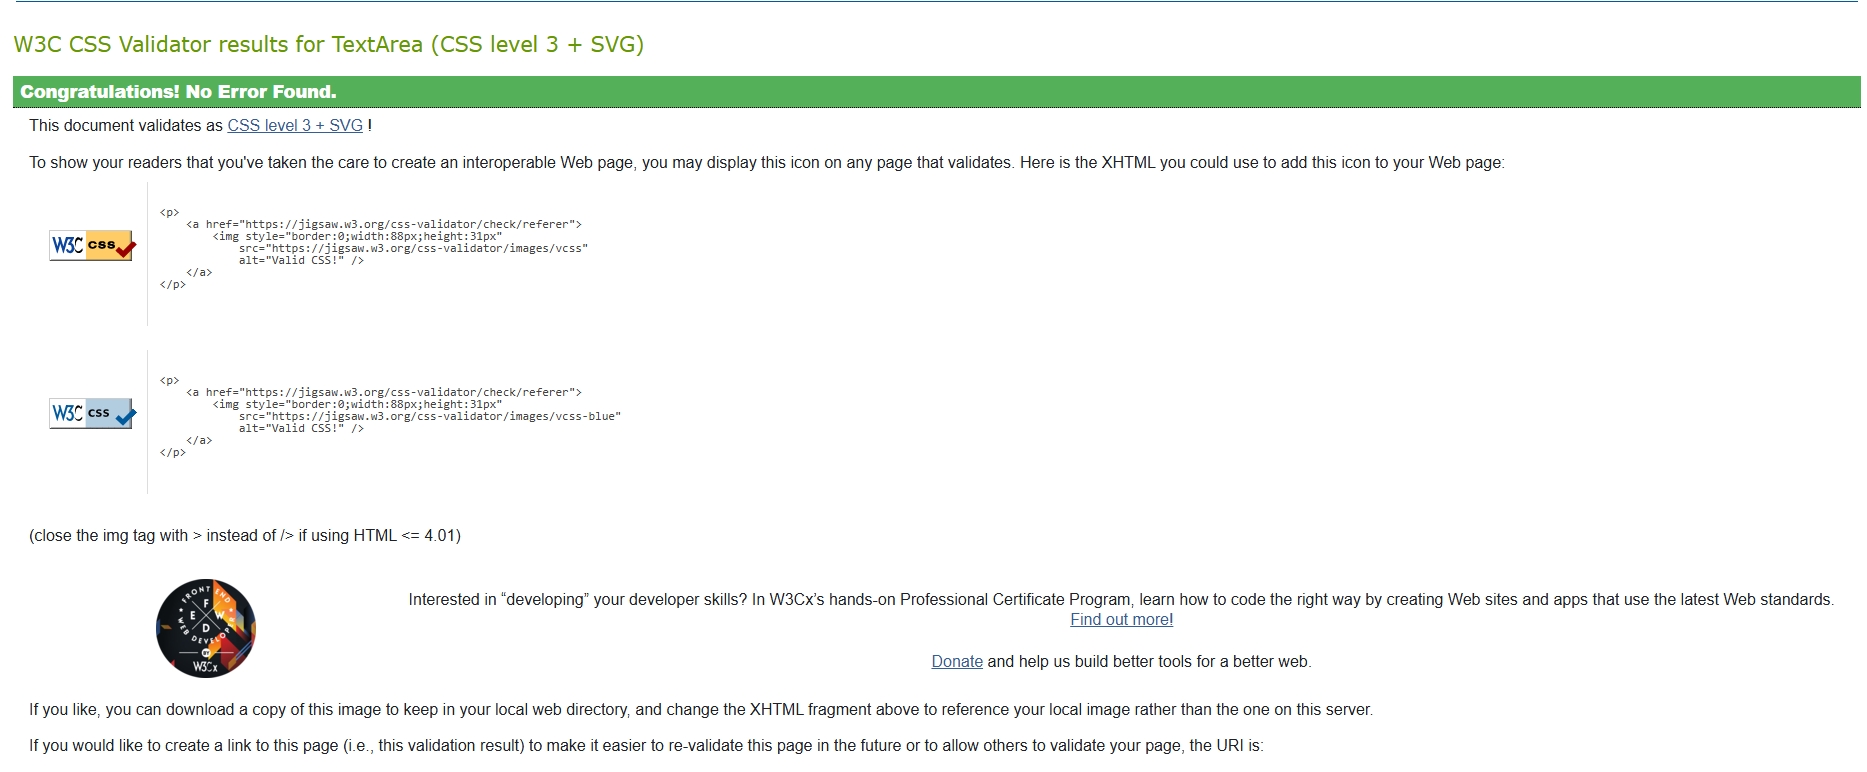 W3C CSS Validator results for TextArea (CSS level 3 + SVG)
Congratulations! No Error Found.
This document validates as CSS level 3 + SVG !
To show your readers that you've taken the care to create an interoperable Web page, you may display this icon on any page that validates. Here is the XHTML you could use to add this icon to your Web page:
W3C css
<p>
<a href="https://jigsaw.w3.org/css-validator/check/referer">
<img style="border:0;width:88px;height:31px"
src="https://jigsaw.w3.org/css-validator/images/vcss"
alt="Valid CSS!" />
</a>
</p>
W3C css
<p>
<a href="https://jigsaw.w3.org/css-validator/check/referer">
<img style="border:0;width:88px;height:31px"
src="https://jigsaw.w3.org/css-validator/images/vcss-blue"
alt="Valid CSS!" />
</a>
</p>
(close the img tag with > instead of /> if using HTML <= 4.01)
FRONT END
F
E W
D
WEB DEVELOPER
BY
W3Cx
Interested in “developing” your developer skills? In W3Cx’s hands-on Professional Certificate Program, learn how to code the right way by creating Web sites and apps that use the latest Web standards.
Find out more!
Donate and help us build better tools for a better web.
If you like, you can download a copy of this image to keep in your local web directory, and change the XHTML fragment above to reference your local image rather than the one on this server.
If you would like to create a link to this page (i.e., this validation result) to make it easier to re-validate this page in the future or to allow others to validate your page, the URI is: